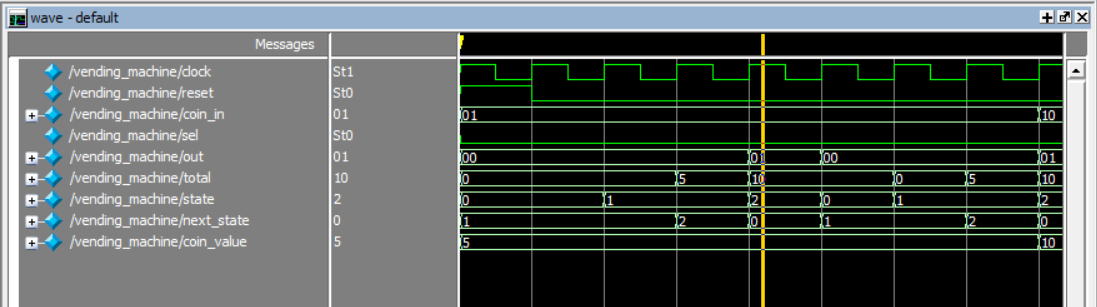 wave - default
Messages
/vending_machine/clock St1
/vending_machine/reset St0
/vending_machine/coin_in 01 01 10
/vending_machine/sel St0
/vending_machine/out 01 00 01 00 01
/vending_machine/total 10 0 5 10 0 5 10
/vending_machine/state 2 0 1 2 0 1 2
/vending_machine/next_state 0 1 2 0 1 2 0
/vending_machine/coin_value 5 5 10